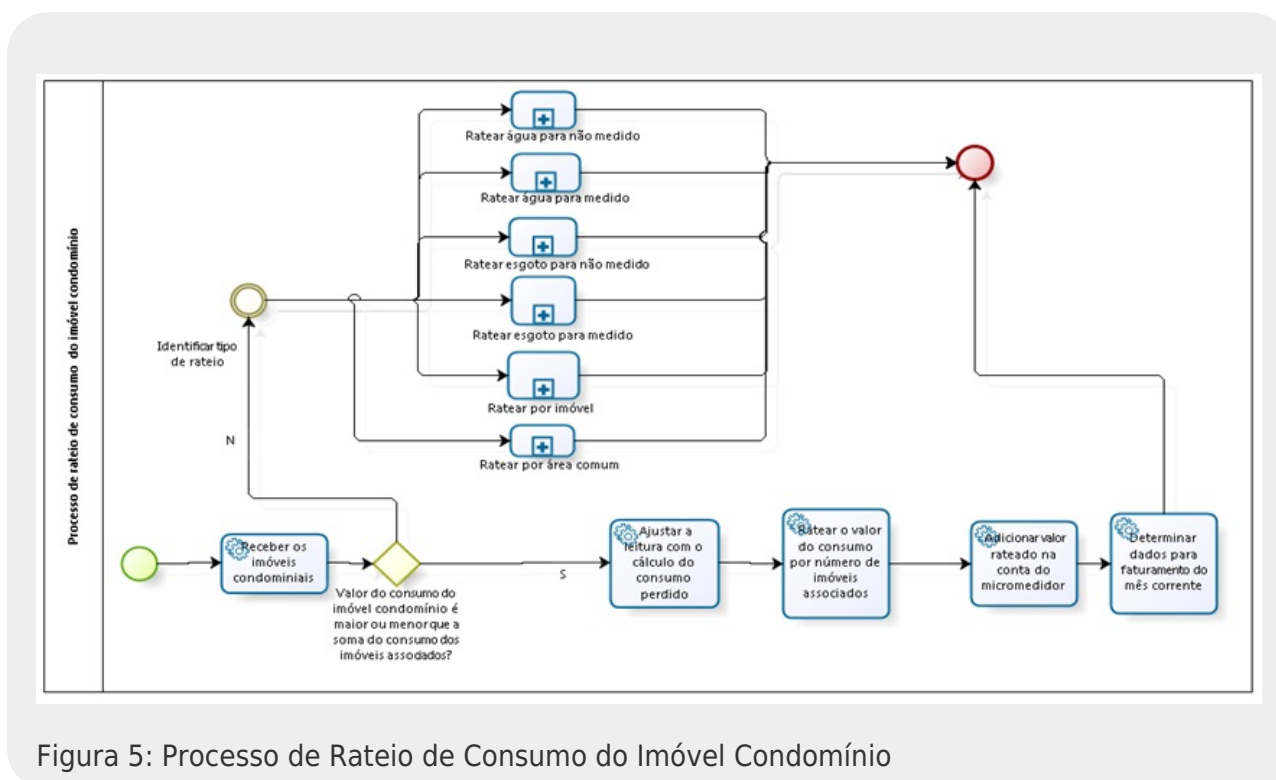 Processo de rateio de consumo do imóvel condomínio
Ratear água para não medido
Ratear água para medido
Ratear esgoto para não medido
Ratear esgoto para medido
Ratear por imóvel
Ratear por área comum
Identificar tipo
de rateio
N
Receber os
imóveis
condominiais
Valor do consumo do
imóvel condomínio é
maior ou menor que a
soma do consumo dos
imóveis associados?
S
Ajustar a
leitura com o
cálculo do
consumo
perdido
Ratear o valor
do consumo
por número de
imóveis
associados
Adicionar valor
rateado na
conta do
micromedidor
Determinar
dados para
faturamento do
mês corrente
Figura 5: Processo de Rateio de Consumo do Imóvel Condomínio